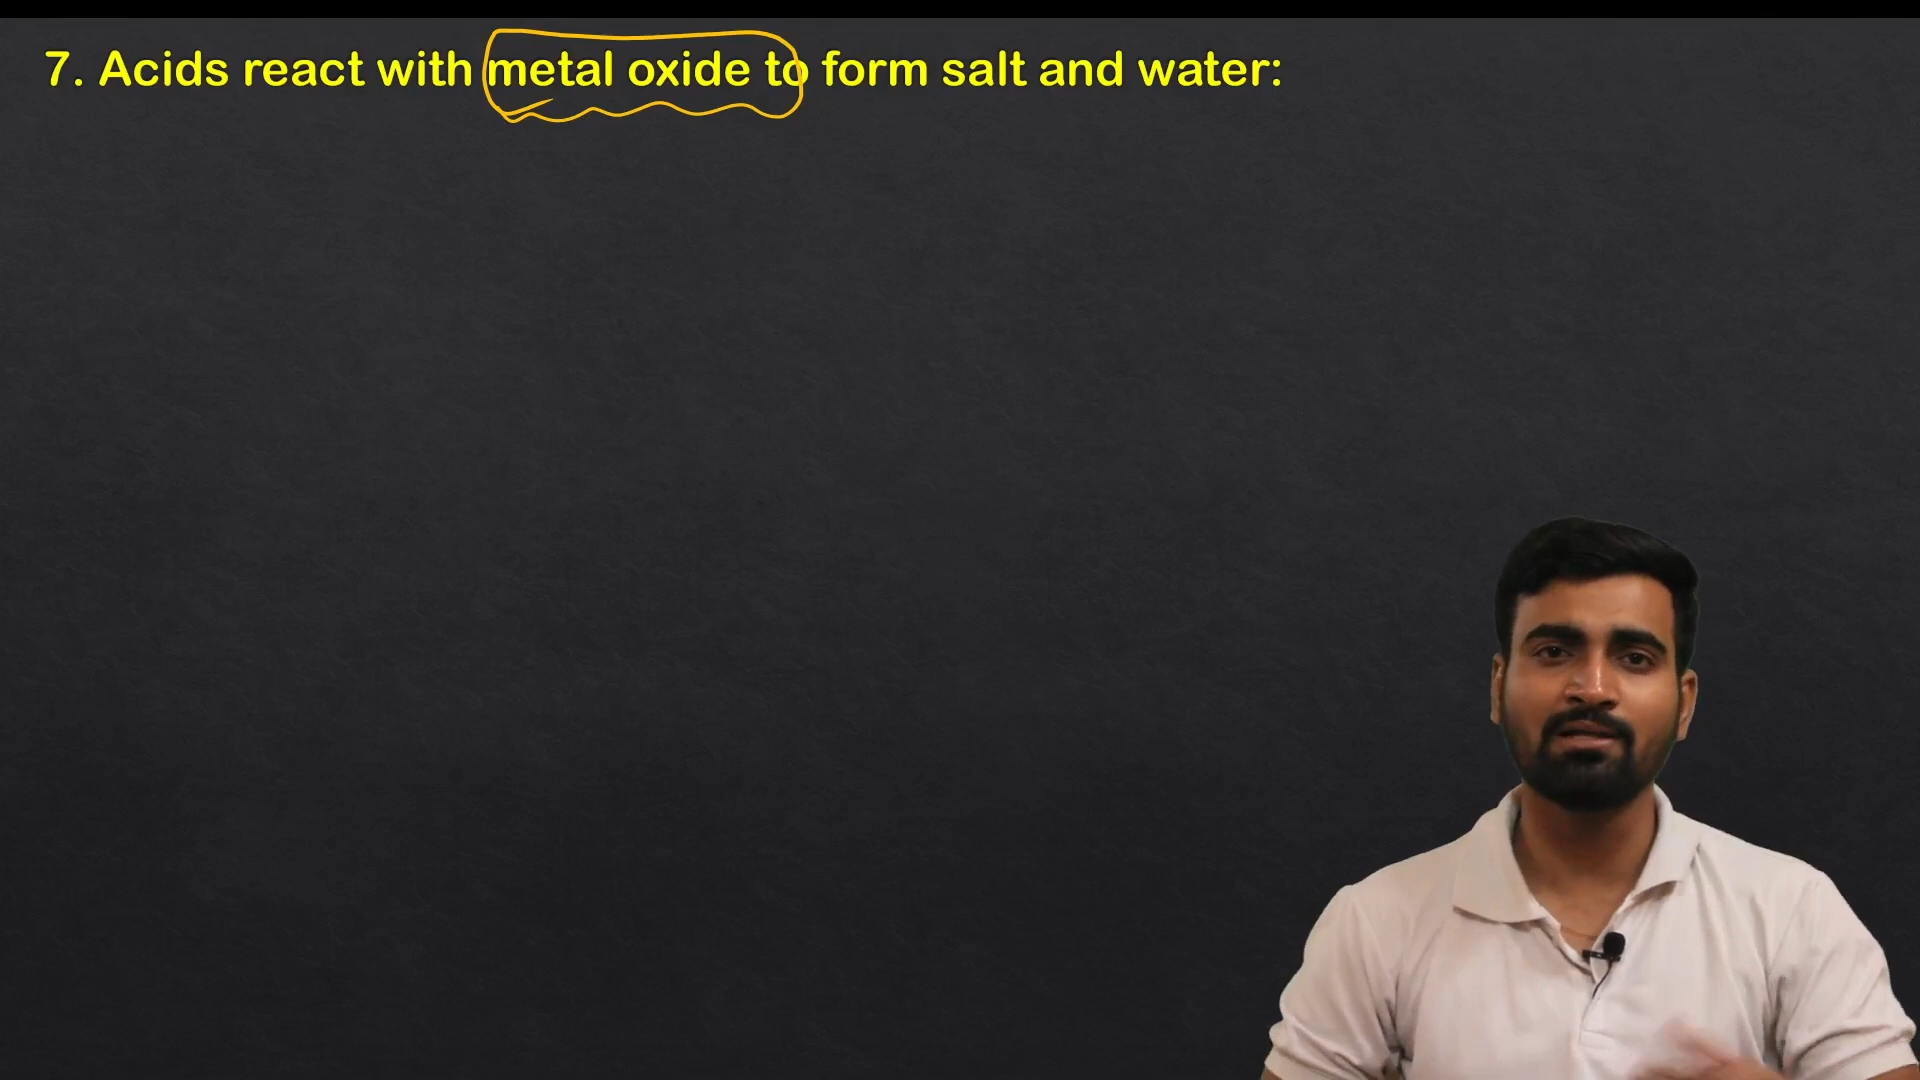 7. Acids react with metal oxide to form salt and water: